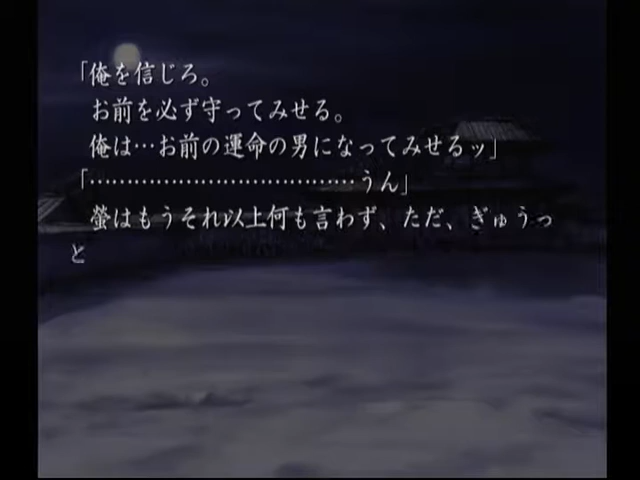 「俺を信じろ。
お前を必ず守ってみせる。
俺は…お前の運命の男になってみせるッ」
「………………………………うん」
螢はもうそれ以上何も言わず、ただ、ぎゅうっ
と